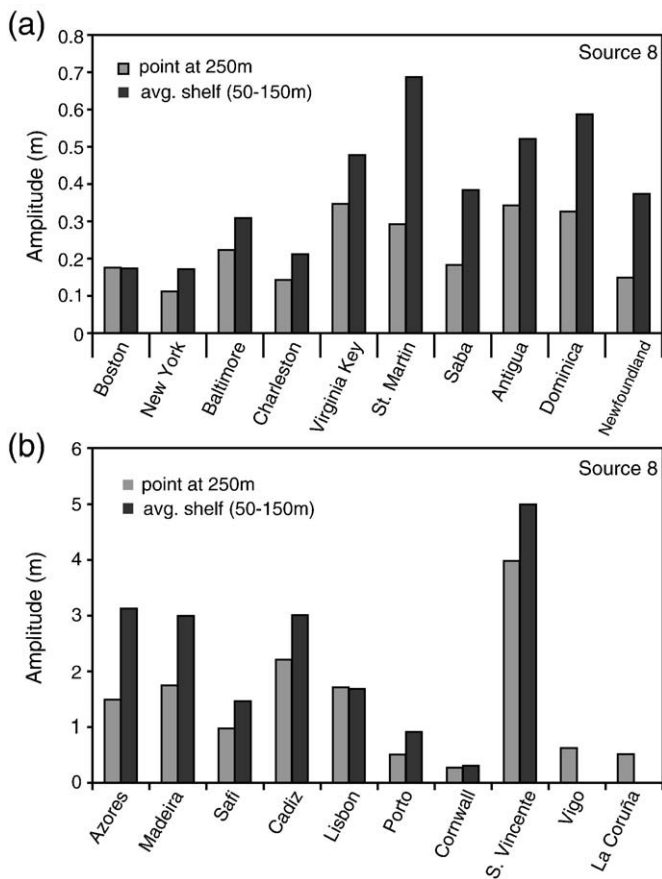 (a)
Source 8
point at 250m
avg. shelf (50-150m)
Amplitude (m)
0.8
0.7
0.6
0.5
0.4
0.3
0.2
0.1
0
Boston
New York
Baltimore
Charleston
Virginia Key
St. Martin
Saba
Antigua
Dominica
Newfoundland
(b)
Source 8
point at 250m
avg. shelf (50-150m)
Amplitude (m)
6
5
4
3
2
1
0
Azores
Madeira
Safi
Cadiz
Lisbon
Porto
Cornwall
S. Vincente
Vigo
La Coruña